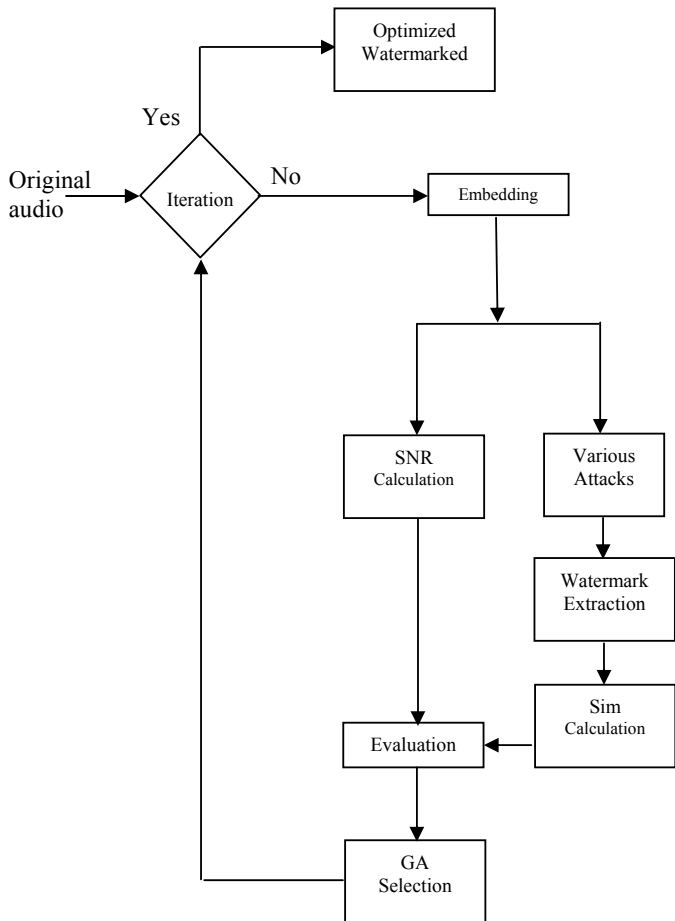 Optimized
Watermarked
Yes
Original
audio
Iteration
No
Embedding
SNR
Calculation
Various
Attacks
Watermark
Extraction
Sim
Calculation
Evaluation
GA
Selection